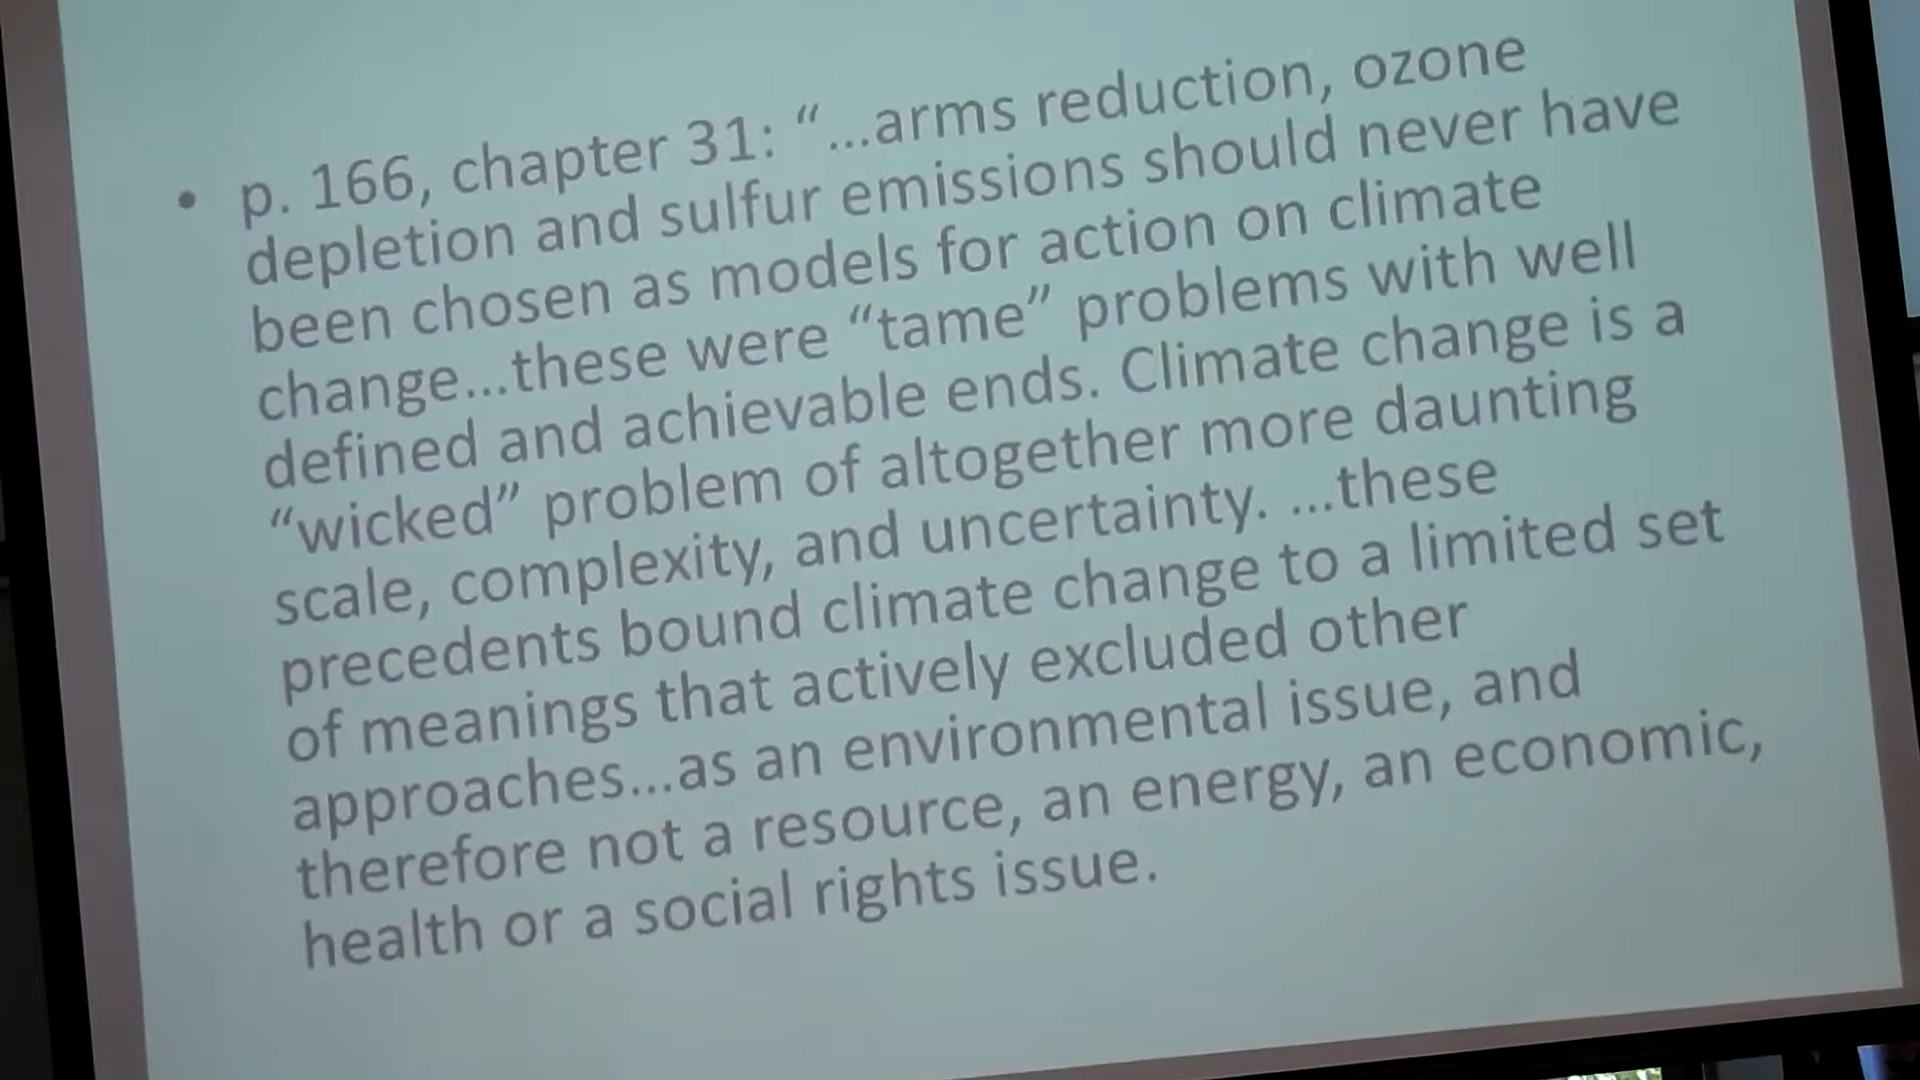 • p. 166, chapter 31: “...arms reduction, ozone
depletion and sulfur emissions should never have
been chosen as models for action on climate
change...these were “tame” problems with well
defined and achievable ends. Climate change is a
“wicked” problem of altogether more daunting
scale, complexity, and uncertainty. ...these
precedents bound climate change to a limited set
of meanings that actively excluded other
approaches...as an environmental issue, and
therefore not a resource, an energy, an economic,
health or a social rights issue.